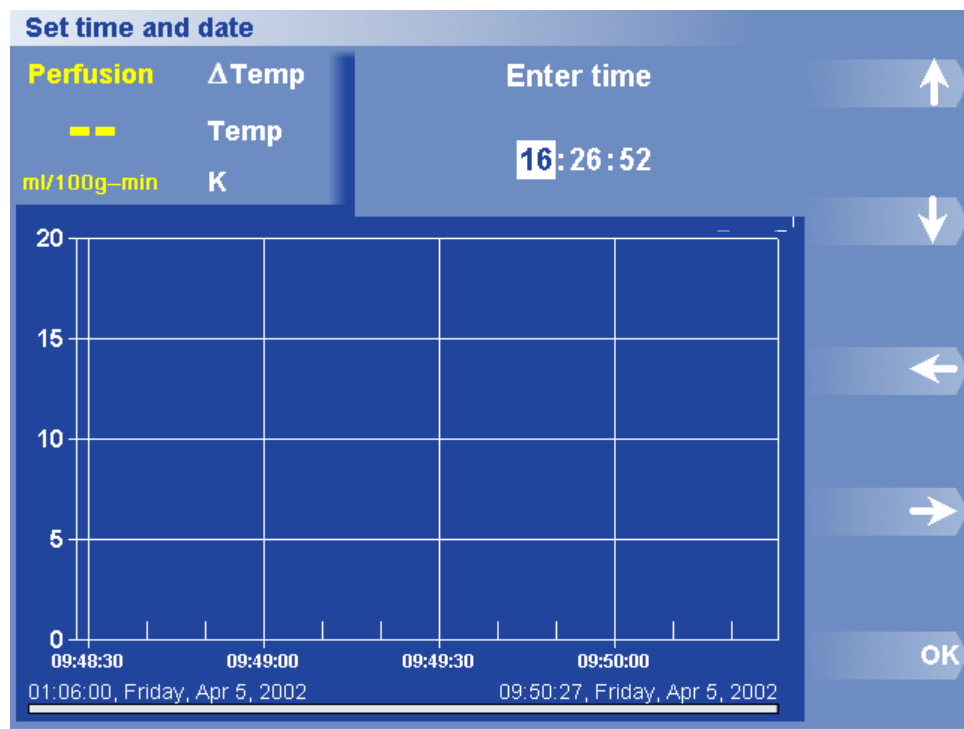 Set time and date
Perfusion ΔTemp
-- Temp
ml/100g–min K
Enter time
16:26:52
20
15
10
5
0
09:48:30 09:49:00 09:49:30 09:50:00
01:06:00, Friday, Apr 5, 2002 09:50:27, Friday, Apr 5, 2002
OK